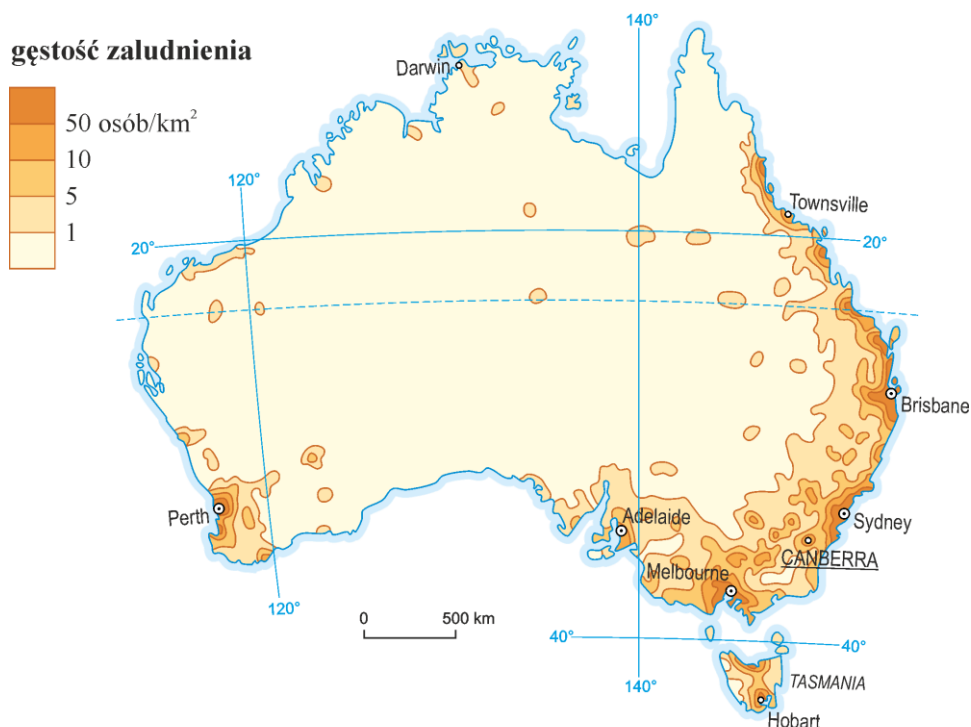 gęstość zaludnienia
50 osób/km²
10
5
1
140°
Darwin
120°
Townsville
20°
20°
Brisbane
Perth
Adelaide
Sydney
CANBERRA
Melbourne
120°
0 500 km
40°
40°
140°
TASMANIA
Hobart